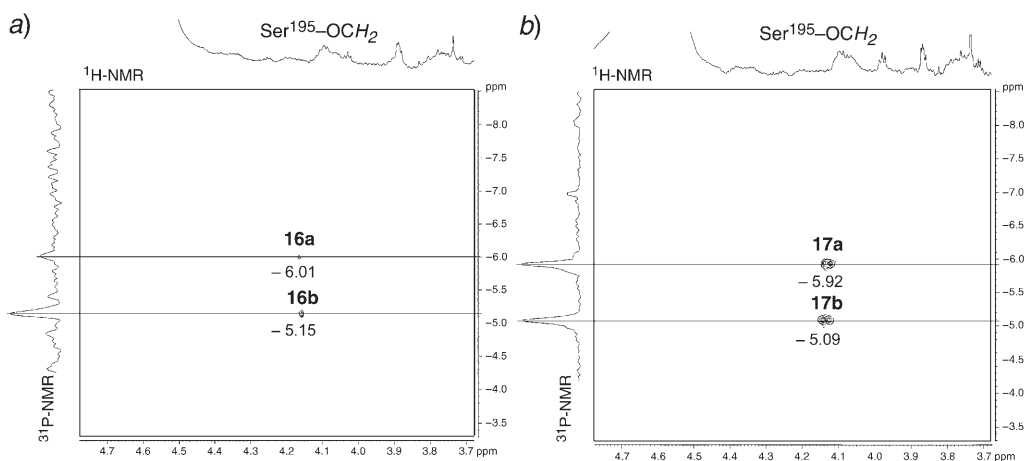 a)
Ser¹⁹⁵–OCH2
¹H-NMR
ppm
–8.0
–7.5
–7.0
–6.5
–6.0
–5.5
–5.0
–4.5
–4.0
–3.5
16a
– 6.01
16b
– 5.15
³¹P-NMR
4.7 4.6 4.5 4.4 4.3 4.2 4.1 4.0 3.9 3.8 3.7 ppm
b)
Ser¹⁹⁵–OCH2
¹H-NMR
ppm
–8.0
–7.5
–7.0
–6.5
–6.0
–5.5
–5.0
–4.5
–4.0
–3.5
17a
– 5.92
17b
– 5.09
³¹P-NMR
4.7 4.6 4.5 4.4 4.3 4.2 4.1 4.0 3.9 3.8 3.7 ppm